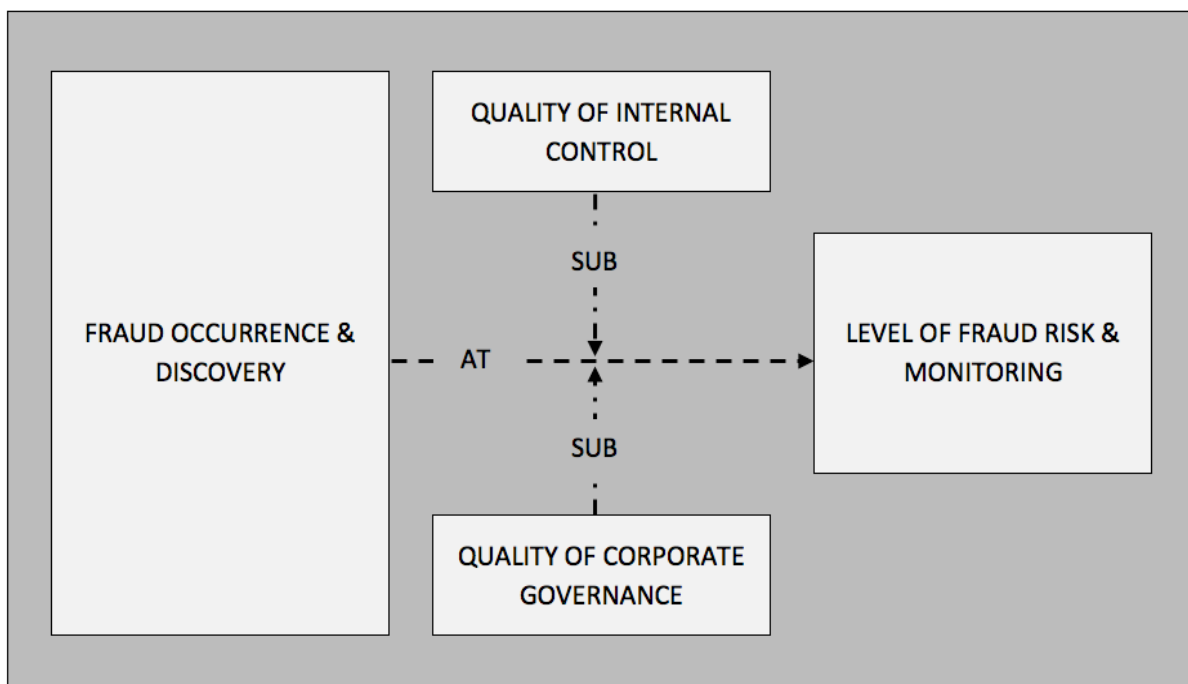 FRAUD OCCURRENCE &
DISCOVERY
QUALITY OF INTERNAL
CONTROL
SUB
AT
SUB
QUALITY OF CORPORATE
GOVERNANCE
LEVEL OF FRAUD RISK &
MONITORING